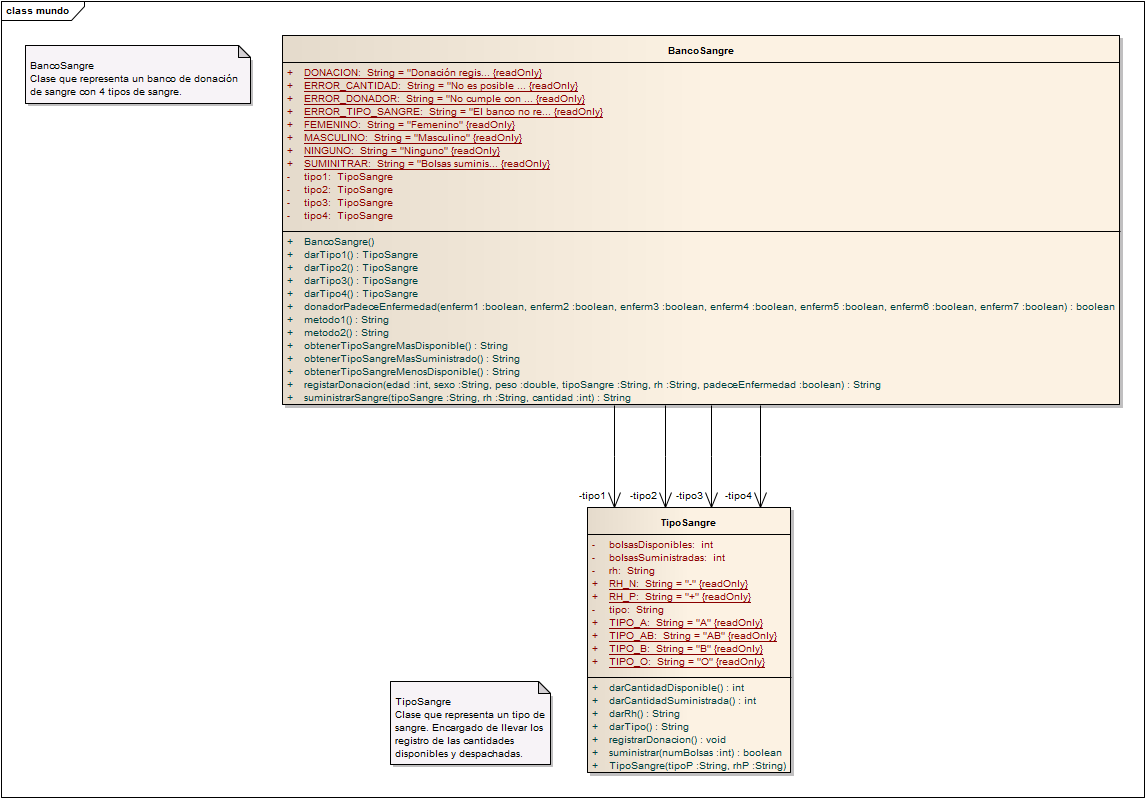 class mundo
BancoSangre
Clase que representa un banco de donación
de sangre con 4 tipos de sangre.
BancoSangre
+ DONACION: String = "Donación regis... {readOnly}
+ ERROR_CANTIDAD: String = "No es posible ... {readOnly}
+ ERROR_DONADOR: String = "No cumple con ... {readOnly}
+ ERROR_TIPO_SANGRE: String = "El banco no re... {readOnly}
+ FEMENINO: String = "Femenino" {readOnly}
+ MASCULINO: String = "Masculino" {readOnly}
+ NINGUNO: String = "Ninguno" {readOnly}
+ SUMINITRAR: String = "Bolsas suminis... {readOnly}
- tipo1: TipoSangre
- tipo2: TipoSangre
- tipo3: TipoSangre
- tipo4: TipoSangre
+ BancoSangre()
+ darTipo1() : TipoSangre
+ darTipo2() : TipoSangre
+ darTipo3() : TipoSangre
+ darTipo4() : TipoSangre
+ donadorPadeceEnfermedad(enferm1 :boolean, enferm2 :boolean, enferm3 :boolean, enferm4 :boolean, enferm5 :boolean, enferm6 :boolean, enferm7 :boolean) : boolean
+ metodo1() : String
+ metodo2() : String
+ obtenerTipoSangreMasDisponible() : String
+ obtenerTipoSangreMasSuministrado() : String
+ obtenerTipoSangreMenosDisponible() : String
+ registarDonacion(edad :int, sexo :String, peso :double, tipoSangre :String, rh :String, padeceEnfermedad :boolean) : String
+ suministrarSangre(tipoSangre :String, rh :String, cantidad :int) : String
-tipo1 -tipo2 -tipo3 -tipo4
TipoSangre
- bolsasDisponibles: int
- bolsasSuministradas: int
- rh: String
+ RH_N: String = "-" {readOnly}
+ RH_P: String = "+" {readOnly}
- tipo: String
+ TIPO_A: String = "A" {readOnly}
+ TIPO_AB: String = "AB" {readOnly}
+ TIPO_B: String = "B" {readOnly}
+ TIPO_O: String = "O" {readOnly}
+ darCantidadDisponible() : int
+ darCantidadSuministrada() : int
+ darRh() : String
+ darTipo() : String
+ registrarDonacion() : void
+ suministrar(numBolsas :int) : boolean
+ TipoSangre(tipoP :String, rhP :String)
TipoSangre
Clase que representa un tipo de
sangre. Encargado de llevar los
registro de las cantidades
disponibles y despachadas.